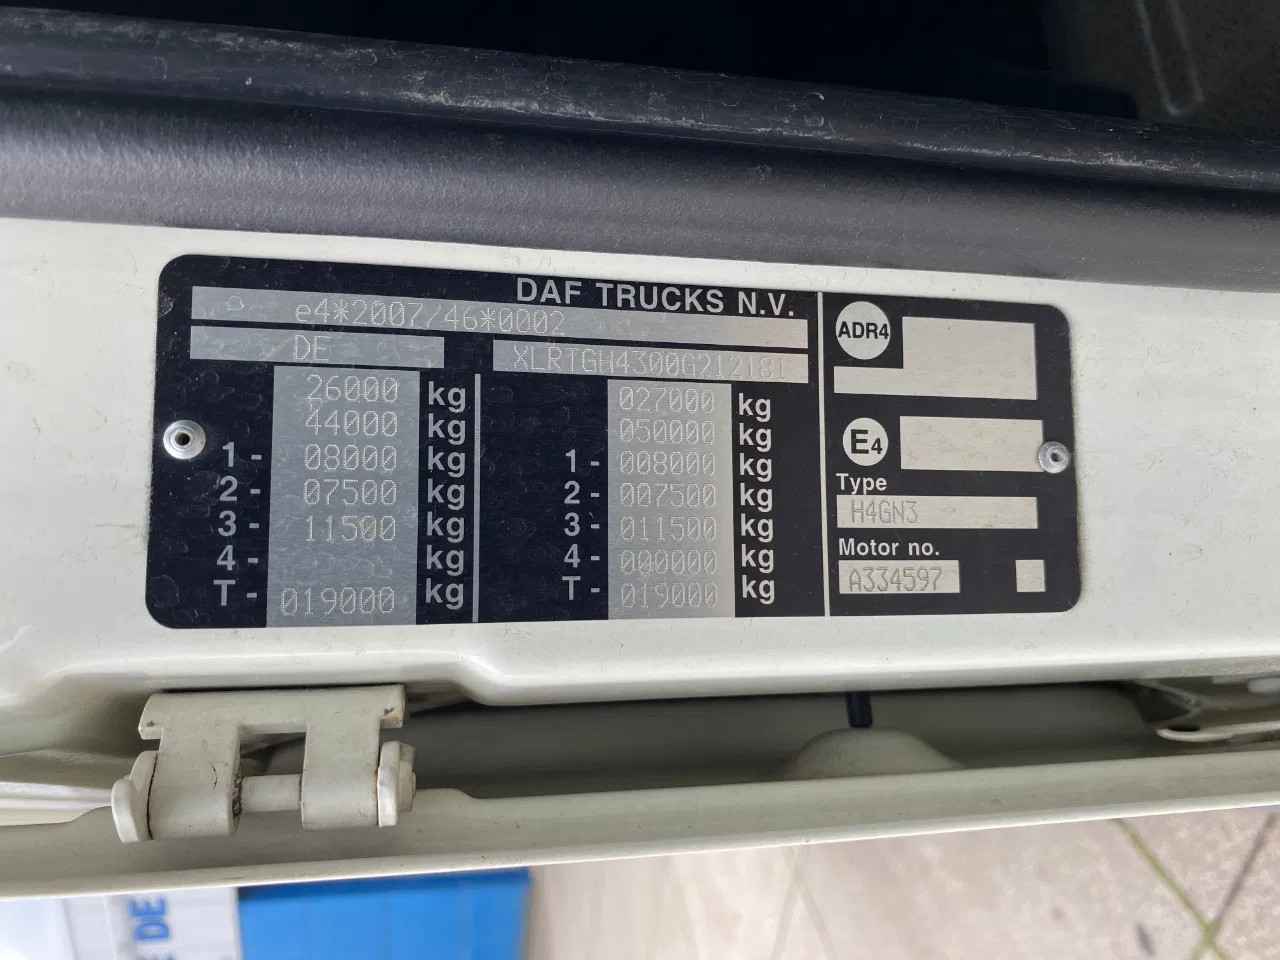 DAF TRUCKS N.V.
e4*2007/46*0002
DE
XLRTGH4300G212181
26000 kg
44000 kg
1- 08000 kg
2- 07500 kg
3- 11500 kg
4- kg
T- 019000 kg
027000 kg
050000 kg
1- 008000 kg
2- 007500 kg
3- 011500 kg
4- 000000 kg
T- 019000 kg
ADR4
E4
Type
H4GN3
Motor no.
A334597
DE